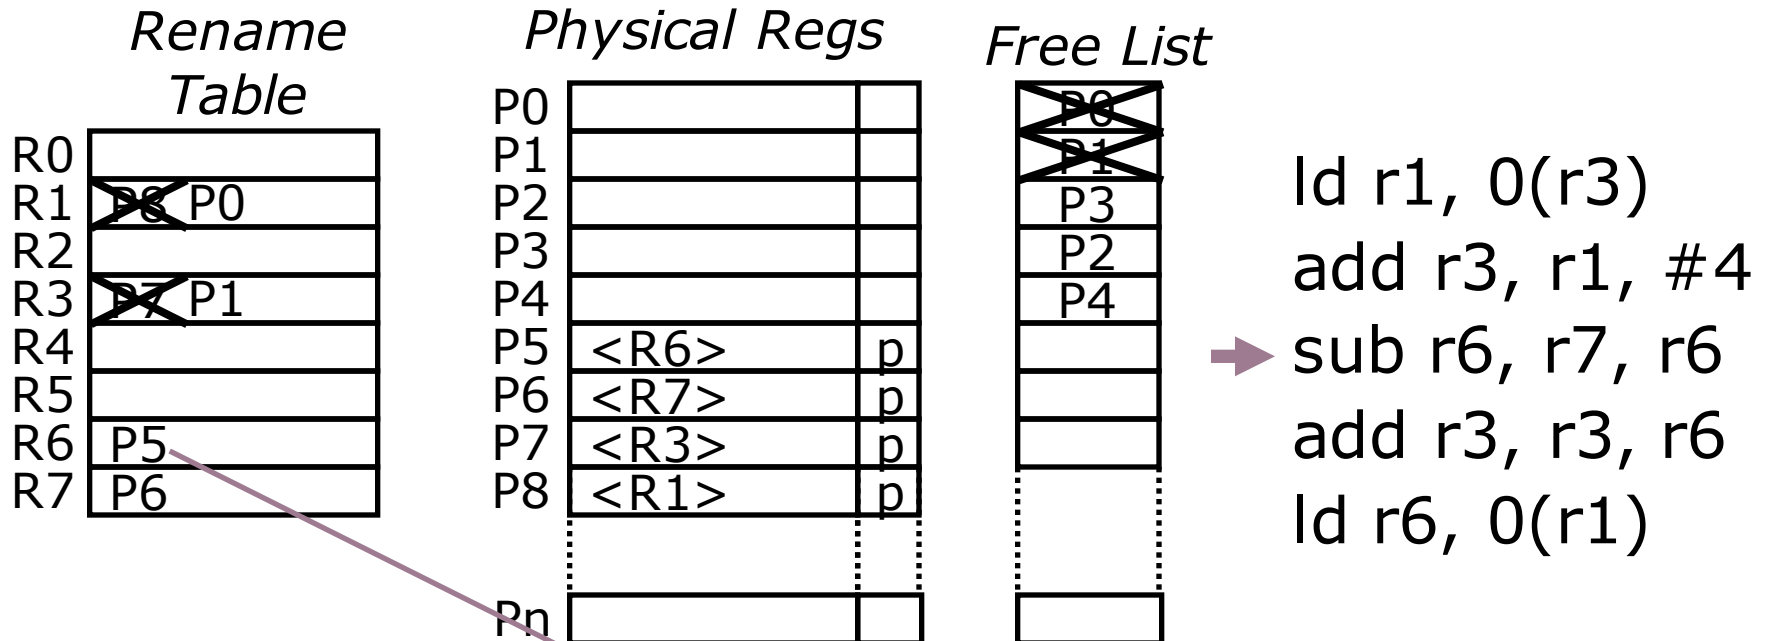 Rename
Table
R0
R1 P8 P0
R2
R3 P7 P1
R4
R5
R6 P5
R7 P6
Physical Regs
P0
P1
P2
P3
P4
P5 <R6> p
P6 <R7> p
P7 <R3> p
P8 <R1> p
Pn
Free List
P0
P1
P3
P2
P4
ld r1, 0(r3)
add r3, r1, #4
sub r6, r7, r6
add r3, r3, r6
ld r6, 0(r1)